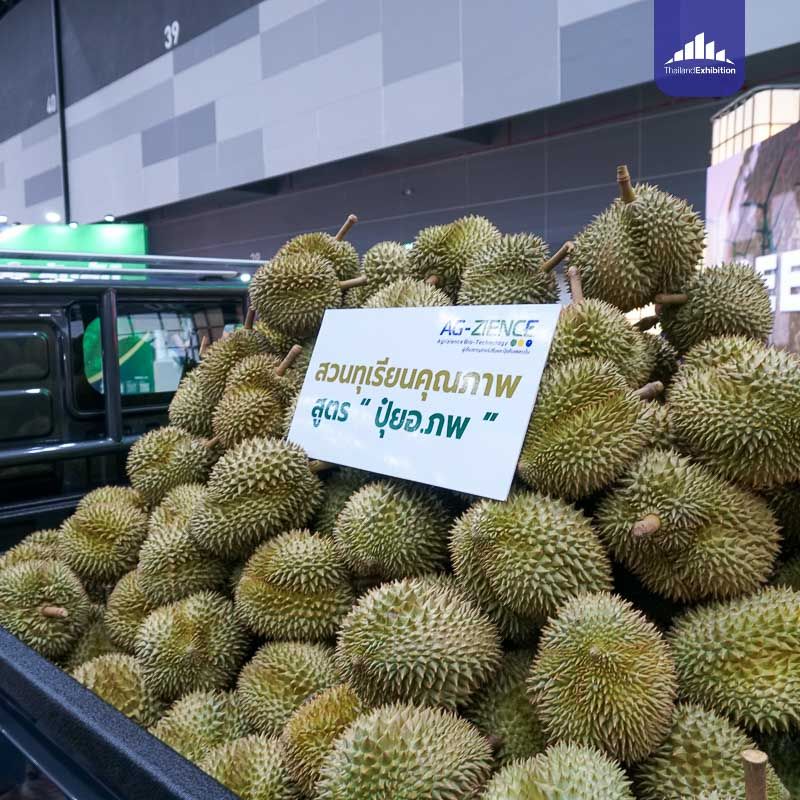 39
40
ThailandExhibition
AG-ZIENCE
Agrizience Bio-Technology
สวนทุเรียนคุณภาพ
สูตร “ ปุ๋ยอ.ภพ ”